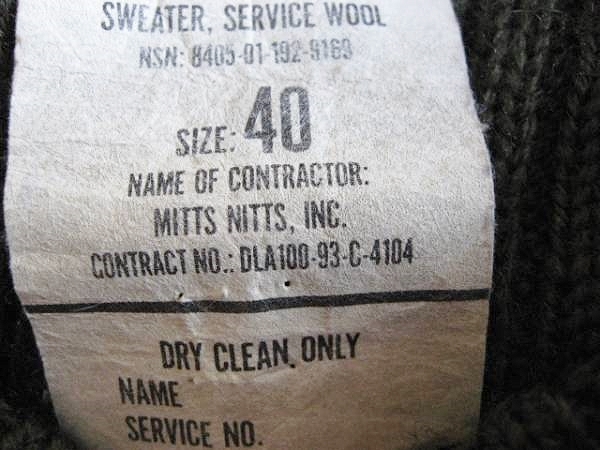 SWEATER, SERVICE WOOL
NSN: 8405-01-192-9169
SIZE: 40
NAME OF CONTRACTOR:
MITTS NITTS, INC.
CONTRACT NO.: DLA100-93-C-4104
DRY CLEAN ONLY
NAME
SERVICE NO.